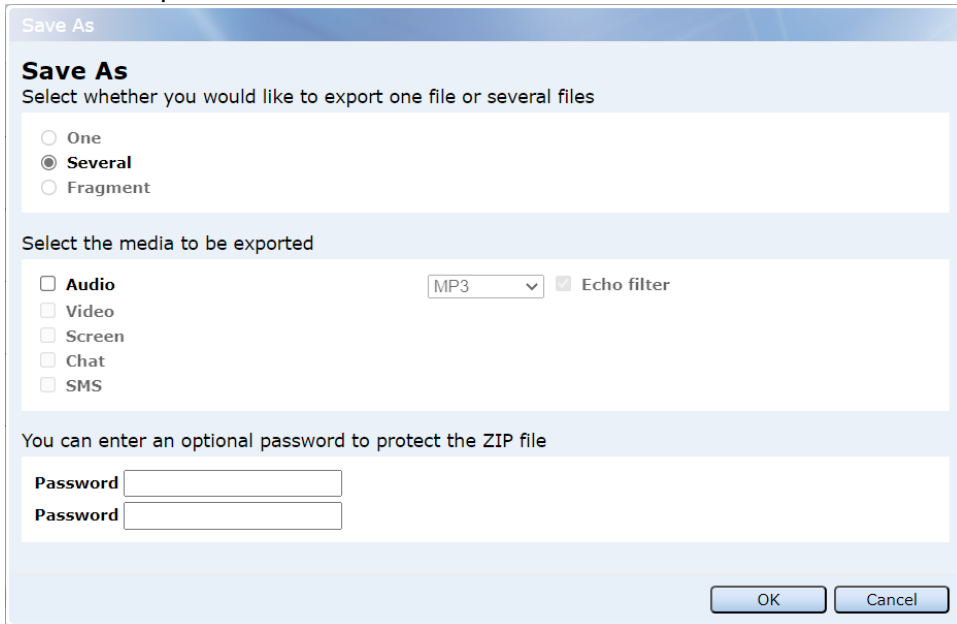 Save As
Save As
Select whether you would like to export one file or several files
One
Several
Fragment
Select the media to be exported
Audio MP3 Echo filter
Video
Screen
Chat
SMS
You can enter an optional password to protect the ZIP file
Password
Password
OK Cancel